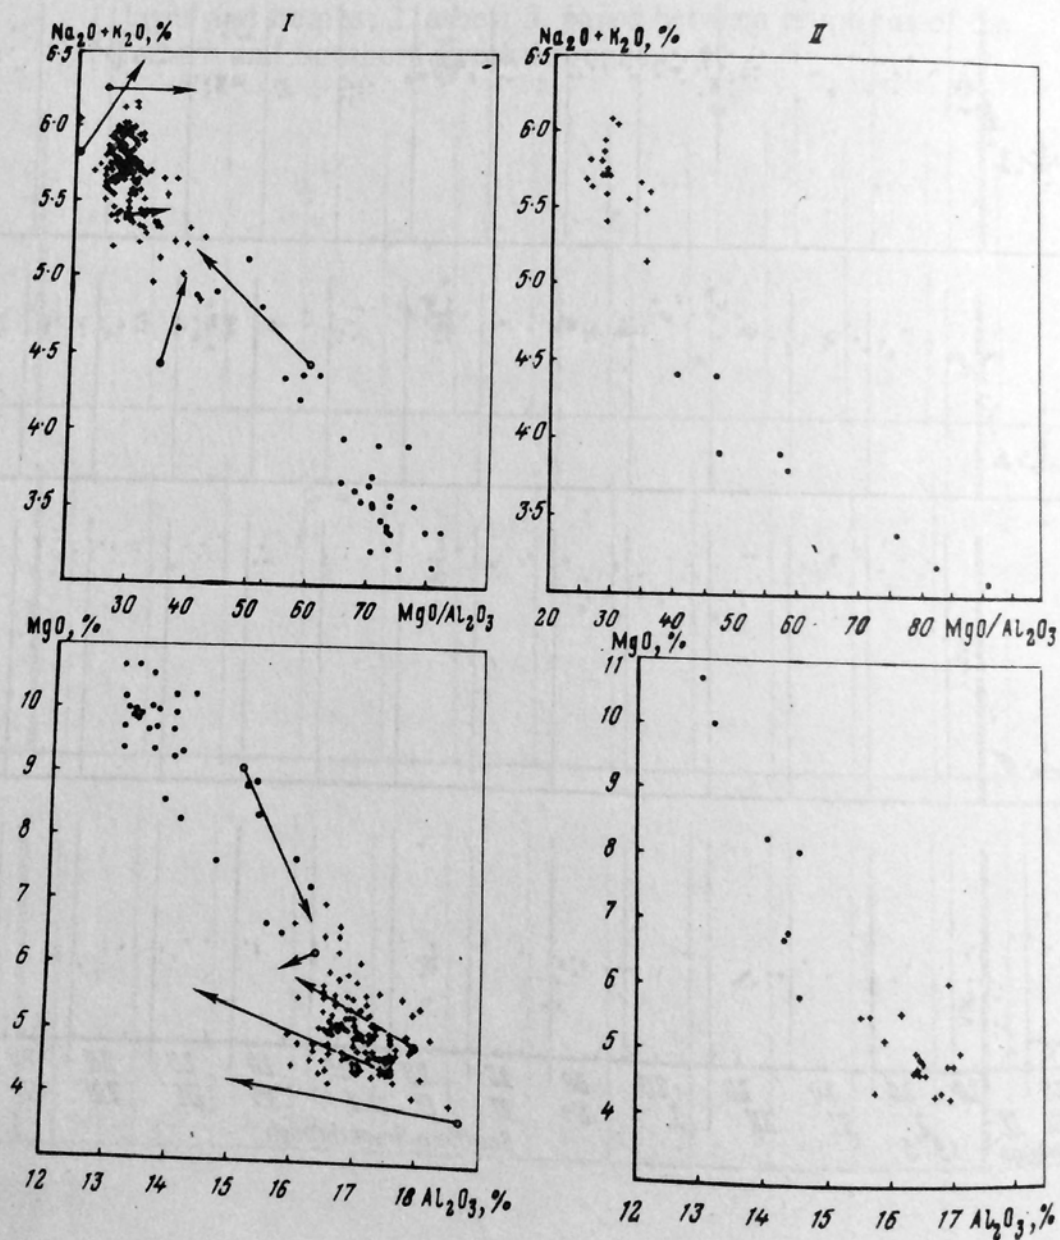 Na₂O+K₂O, %
I
6·5
6·0
5·5
5·0
4·5
4·0
3·5
30 40 50 60 70 MgO/Al₂O₃
Na₂O+K₂O, %
II
6·5
6·0
5·5
5·0
4·5
4·0
3·5
20 30 40 50 60 70 80 MgO/Al₂O₃
MgO, %
10
9
8
7
6
5
4
12 13 14 15 16 17 18 Al₂O₃, %
MgO, %
11
10
9
8
7
6
5
4
12 13 14 15 16 17 Al₂O₃, %